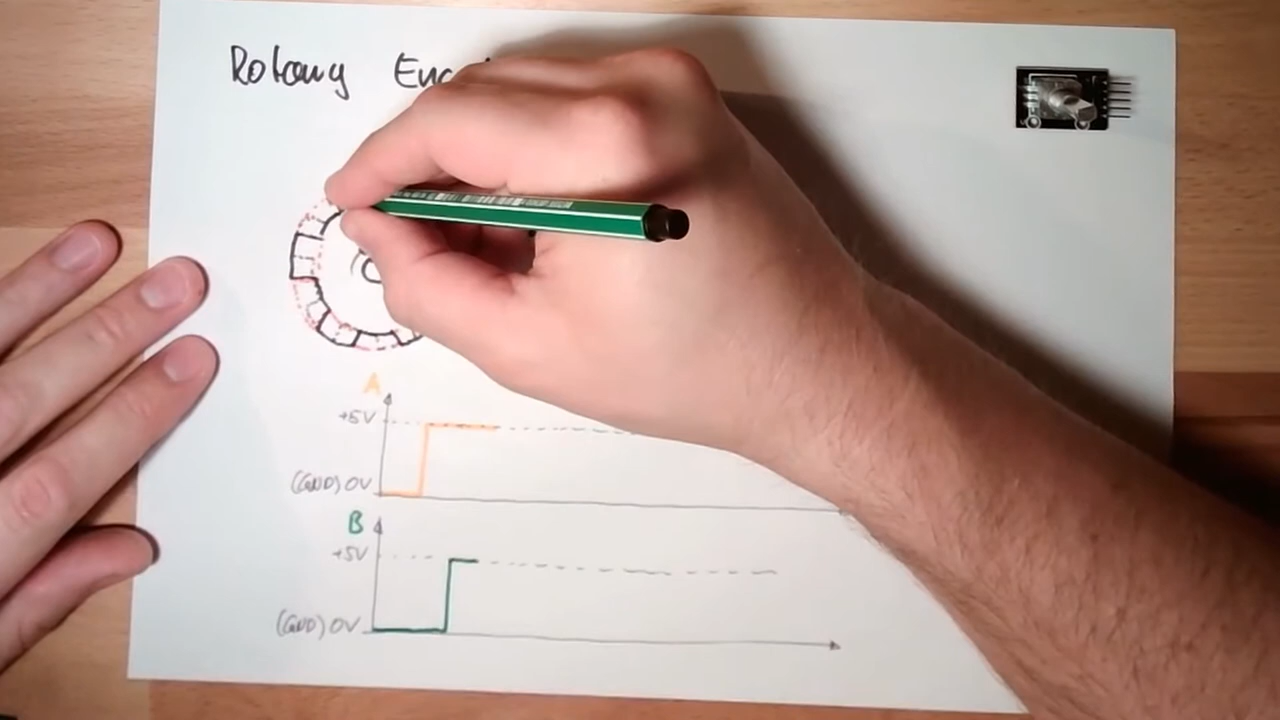 Rotary Enc
A
+5V
(GND) 0V
B
+5V
(GND) 0V